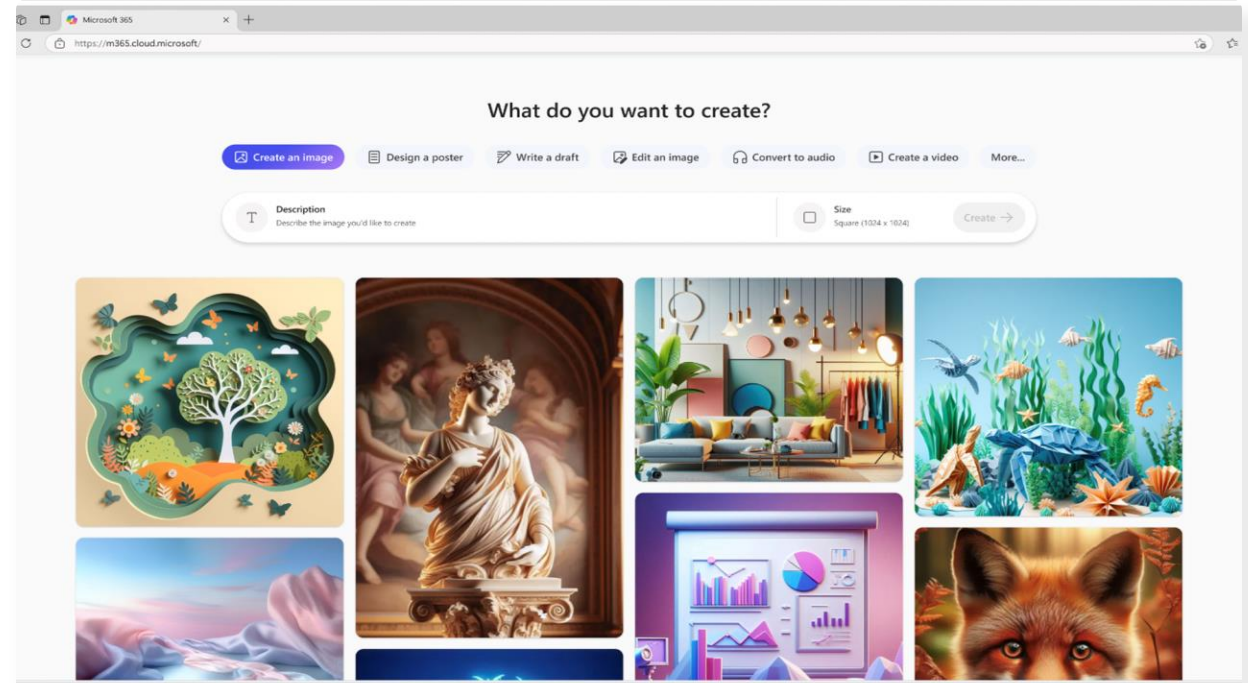 Microsoft 365
https://m365.cloud.microsoft/
What do you want to create?
Create an image
Design a poster
Write a draft
Edit an image
Convert to audio
Create a video
More...
T
Description
Describe the image you'd like to create
Size
Square (1024 x 1024)
Create